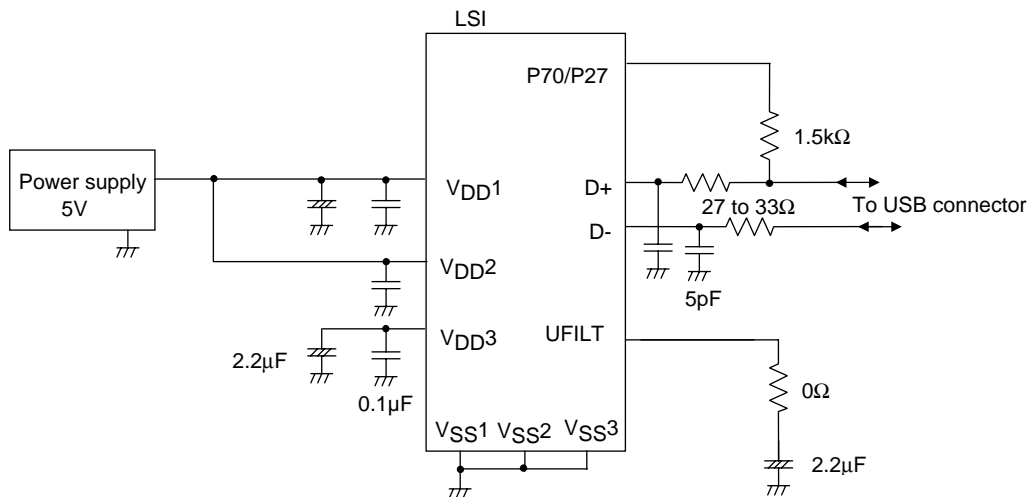 LSI
P70/P27
1.5kΩ
Power supply
5V
VDD1
D+
27 to 33Ω
To USB connector
D-
VDD2
5pF
VDD3
UFILT
2.2μF
0.1μF
0Ω
VSS1
VSS2
VSS3
2.2μF